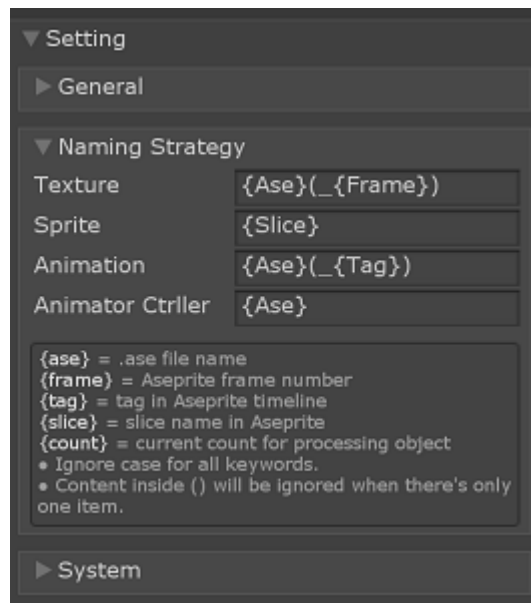 Setting
General
Naming Strategy
Texture {Ase}(_{Frame})
Sprite {Slice}
Animation {Ase}(_{Tag})
Animator Ctrller {Ase}
{ase} = .ase file name
{frame} = Aseprite frame number
{tag} = tag in Aseprite timeline
{slice} = slice name in Aseprite
{count} = current count for processing object
• Ignore case for all keywords.
• Content inside () will be ignored when there's only
one item.
System